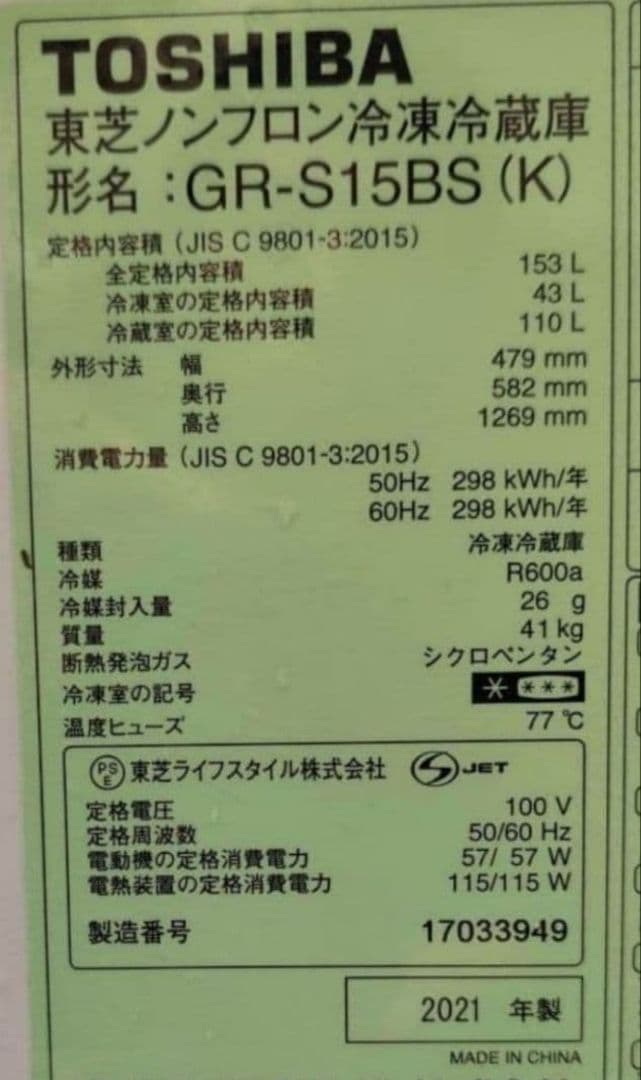 TOSHIBA
東芝ノンフロン冷凍冷蔵庫
形名:GR-S15BS(K)
定格内容積(JIS C 9801-3:2015)
全定格内容積 153 L
冷凍室の定格内容積 43 L
冷蔵室の定格内容積 110 L
外形寸法 幅 479 mm
奥行 582 mm
高さ 1269 mm
消費電力量(JIS C 9801-3:2015)
50Hz 298 kWh/年
60Hz 298 kWh/年
種類 冷凍冷蔵庫
冷媒 R600a
冷媒封入量 26 g
質量 41 kg
断熱発泡ガス シクロペンタン
冷凍室の記号 * ***
温度ヒューズ 77 ℃
PSE 東芝ライフスタイル株式会社 JET
定格電圧 100 V
定格周波数 50/60 Hz
電動機の定格消費電力 57/ 57 W
電熱装置の定格消費電力 115/115 W
製造番号 17033949
2021 年製
MADE IN CHINA